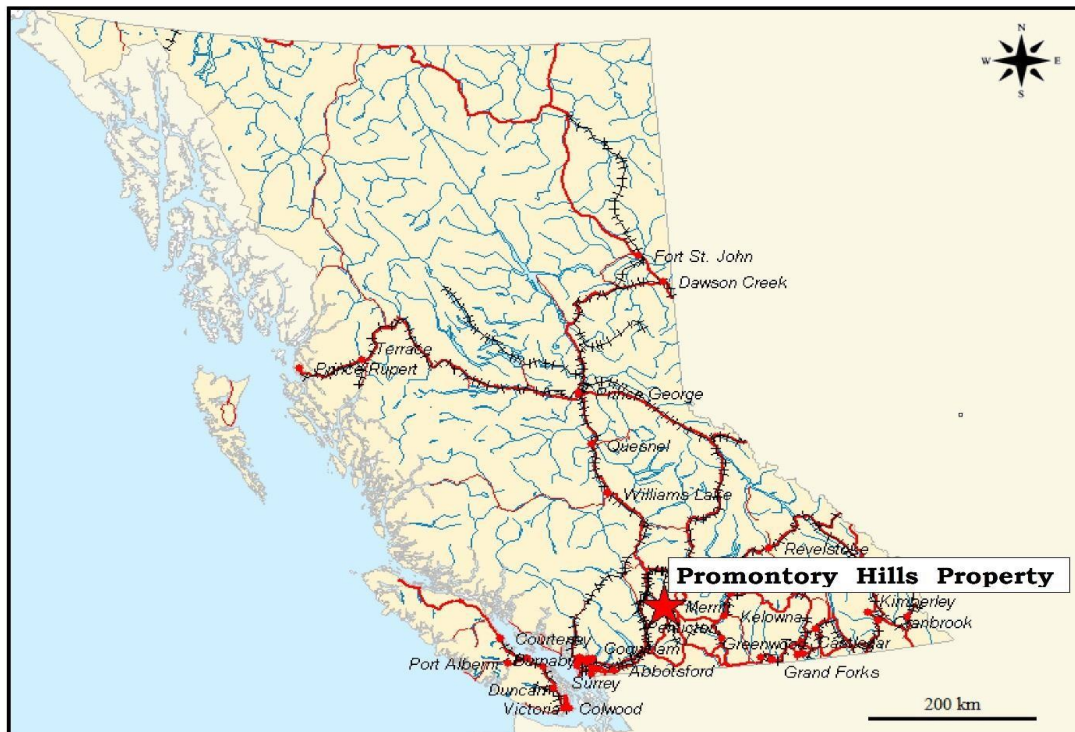 N
W E
S
Fort St. John
Dawson Creek
Terrace
Prince Rupert
Prince George
Quesnel
Williams Lake
Revelstoke
Promontory Hills Property
Merritt
Kimberley
Kelowna
Cranbrook
Penticton
Greenwood
Castlegar
Courtenay
Coquitlam
Port Alberni
Burnaby
Abbotsford
Grand Forks
Surrey
Duncan
Victoria
Colwood
200 km